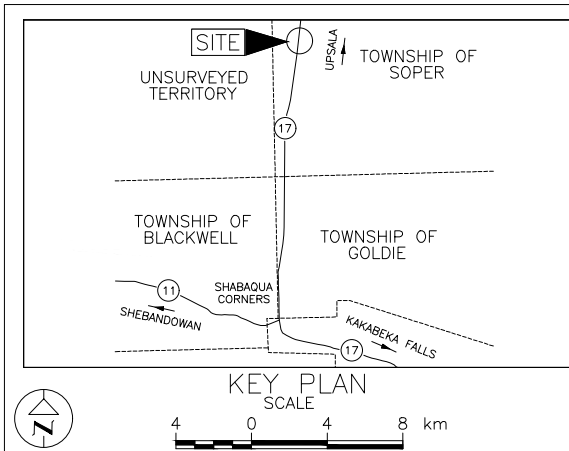 SITE
UPSALA
TOWNSHIP OF
SOPER
UNSURVEYED
TERRITORY
17
TOWNSHIP OF
BLACKWELL
TOWNSHIP OF
GOLDIE
11
SHABAQUA
CORNERS
SHEBANDOWAN
KAKABEKA FALLS
17
KEY PLAN
SCALE
N
4 0 4 8 km